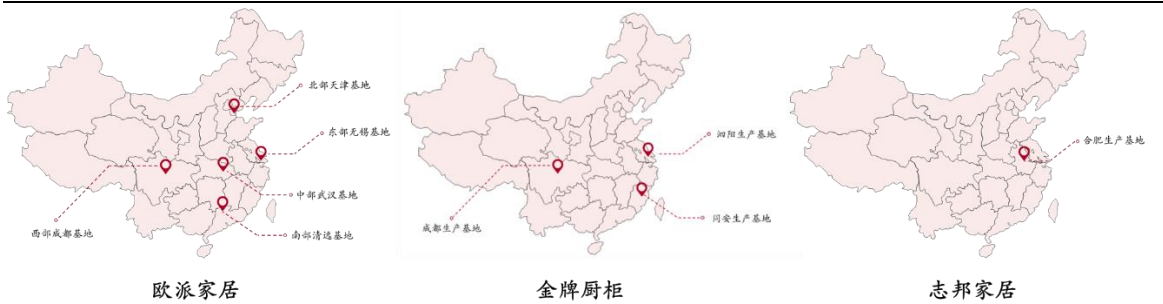 北部天津基地
东部无锡基地
中部武汉基地
西部成都基地
南部清远基地
欧派家居
泗阳生产基地
成都生产基地
同安生产基地
金牌厨柜
合肥生产基地
志邦家居